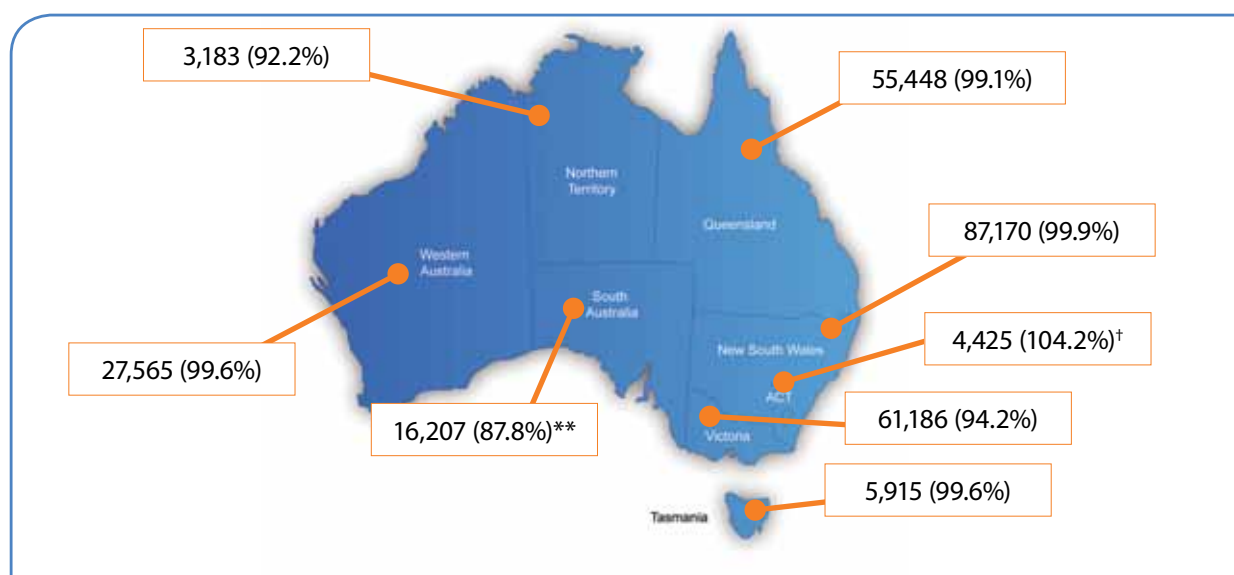 3,183 (92.2%)
55,448 (99.1%)
Northern
Territory
Queensland
87,170 (99.9%)
Western
Australia
South
Australia
New South Wales
4,425 (104.2%)†
27,565 (99.6%)
ACT
16,207 (87.8%)**
61,186 (94.2%)
Victoria
5,915 (99.6%)
Tasmania